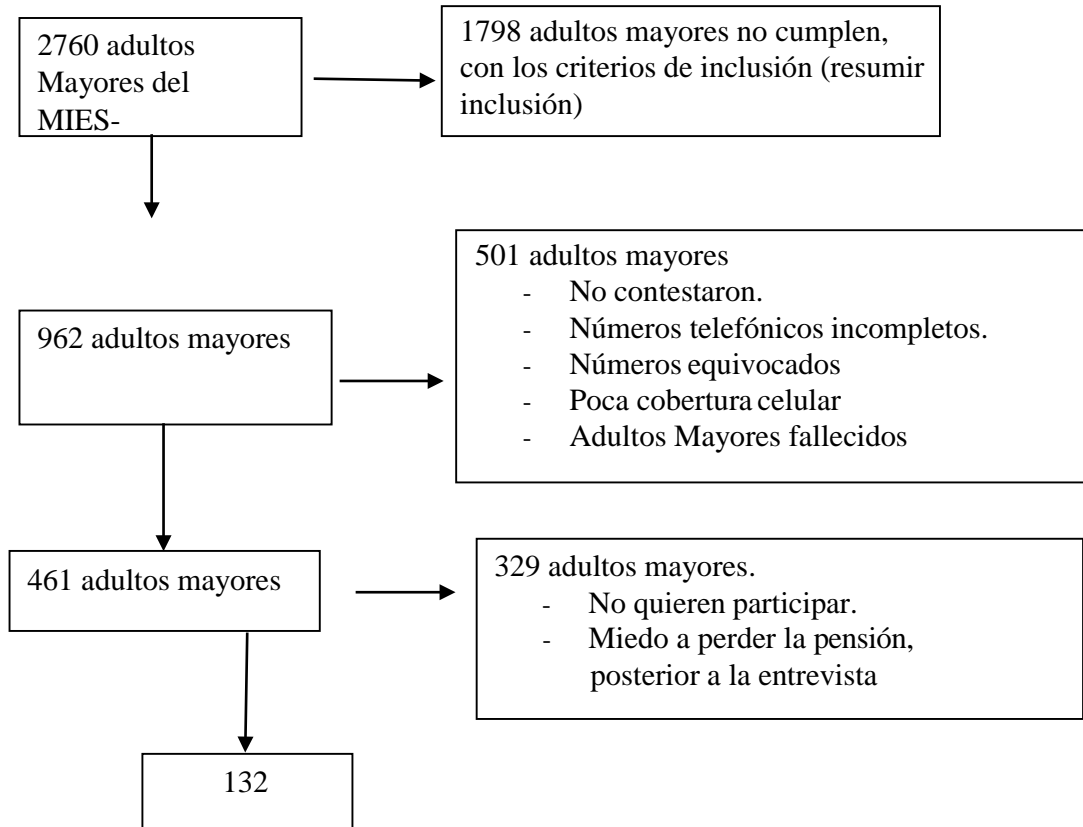 2760 adultos
Mayores del
MIES-
1798 adultos mayores no cumplen,
con los criterios de inclusión (resumir
inclusión)
501 adultos mayores
- No contestaron.
- Números telefónicos incompletos.
- Números equivocados
- Poca cobertura celular
- Adultos Mayores fallecidos
962 adultos mayores
461 adultos mayores
329 adultos mayores.
- No quieren participar.
- Miedo a perder la pensión,
posterior a la entrevista
132